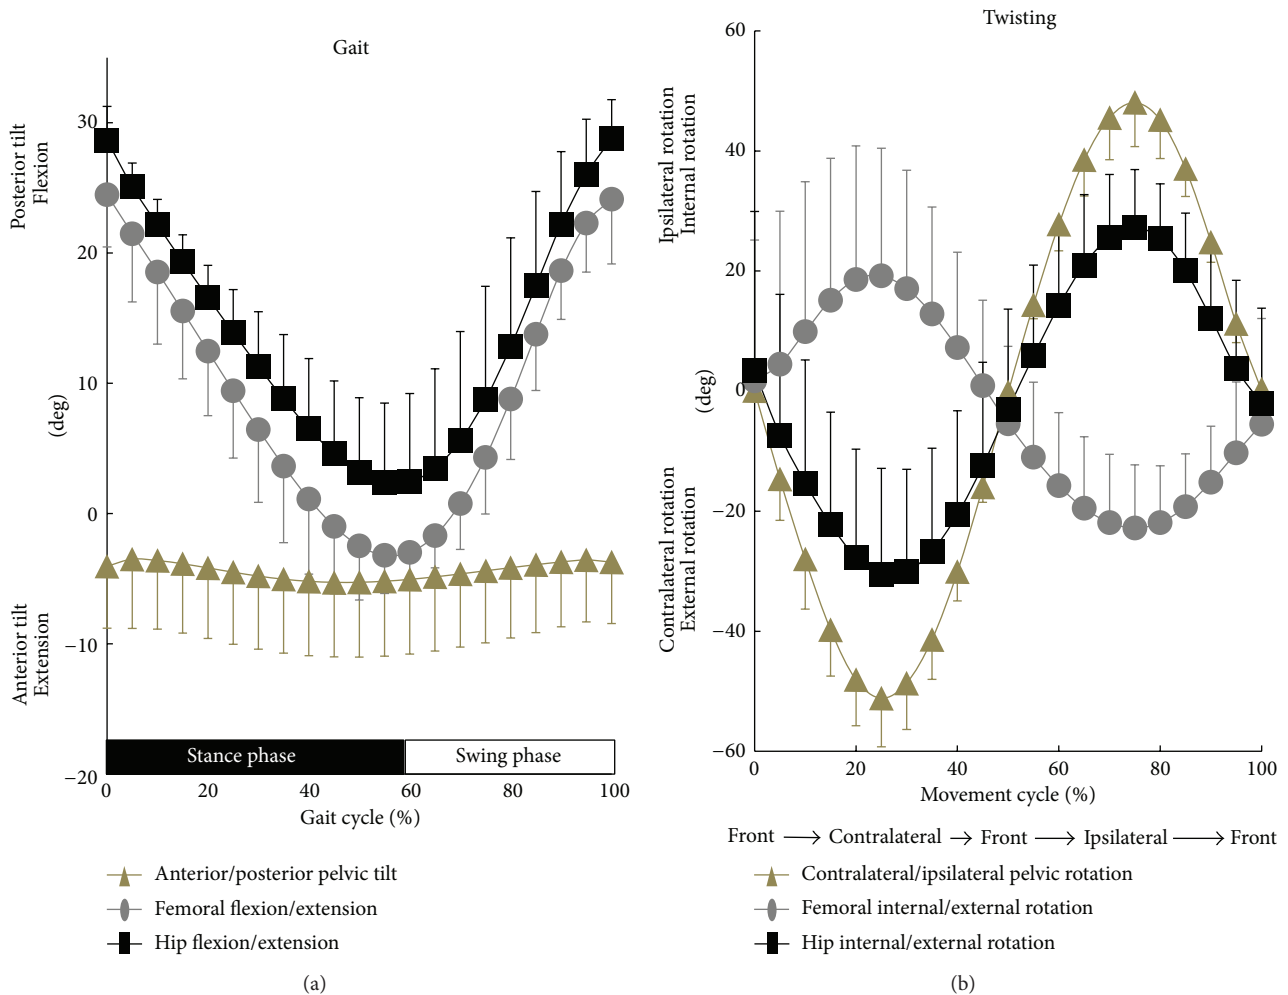 Gait
Posterior tilt
Flexion
(deg)
Anterior tilt
Extension
30
20
10
0
−10
−20
Stance phase
Swing phase
0 20 40 60 80 100
Gait cycle (%)
Anterior/posterior pelvic tilt
Femoral flexion/extension
Hip flexion/extension
(a)
Twisting
Ipsilateral rotation
Internal rotation
(deg)
Contralateral rotation
External rotation
60
40
20
0
−20
−40
−60
0 20 40 60 80 100
Movement cycle (%)
Front → Contralateral → Front → Ipsilateral → Front
Contralateral/ipsilateral pelvic rotation
Femoral internal/external rotation
Hip internal/external rotation
(b)